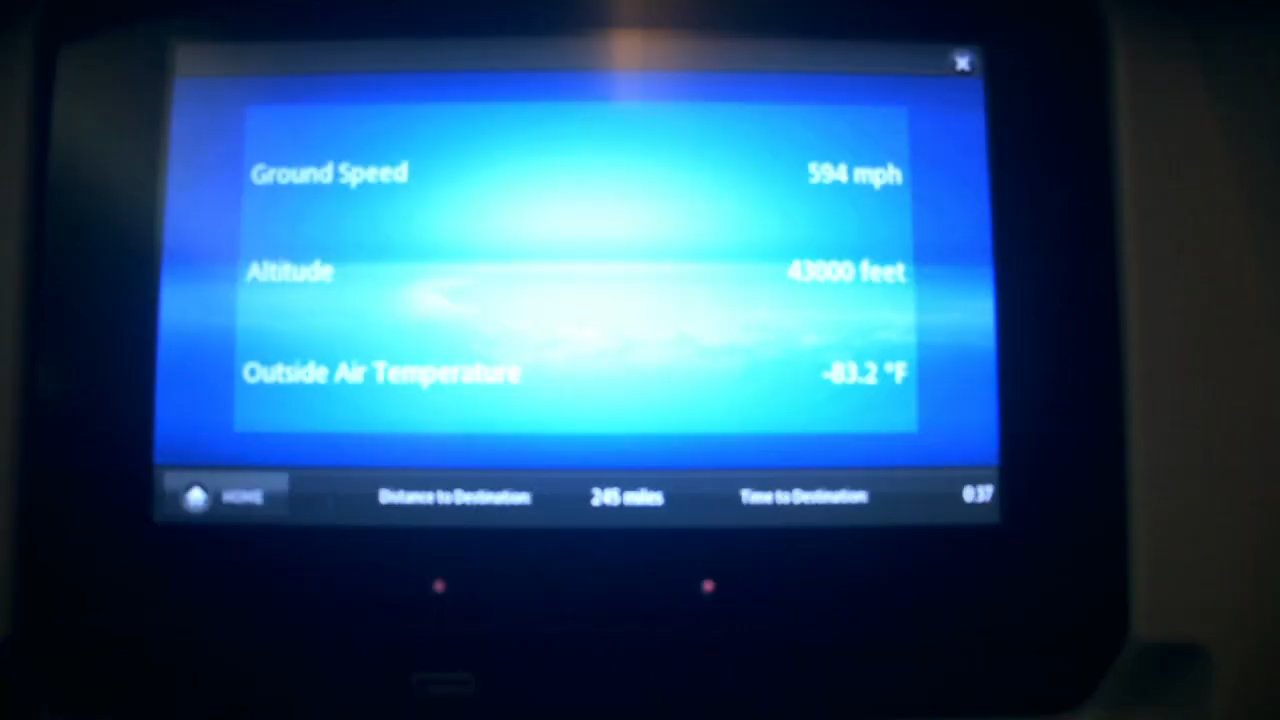 Ground Speed 594 mph
Altitude 43000 feet
Outside Air Temperature -83.2 °F
HOME Distance to Destination: 245 miles Time to Destination: 0:37